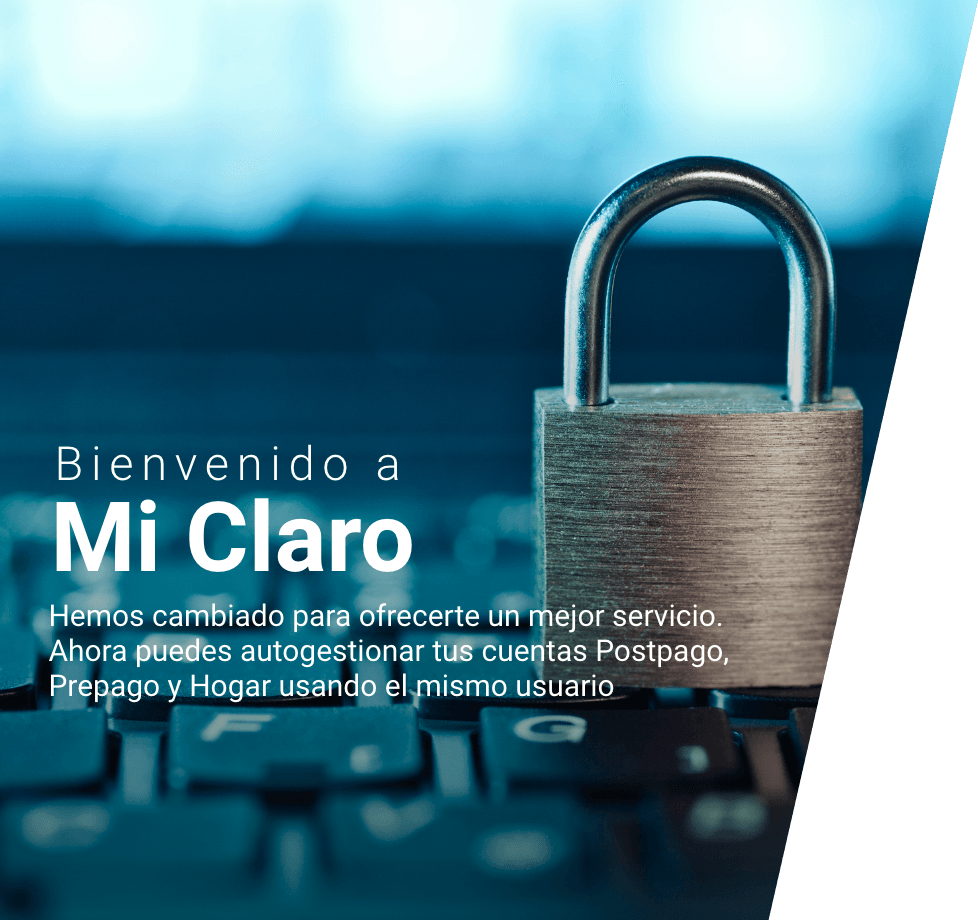 Bienvenido a
Mi Claro
Hemos cambiado para ofrecerte un mejor servicio.
Ahora puedes autogestionar tus cuentas Postpago,
Prepago y Hogar usando el mismo usuario
F G